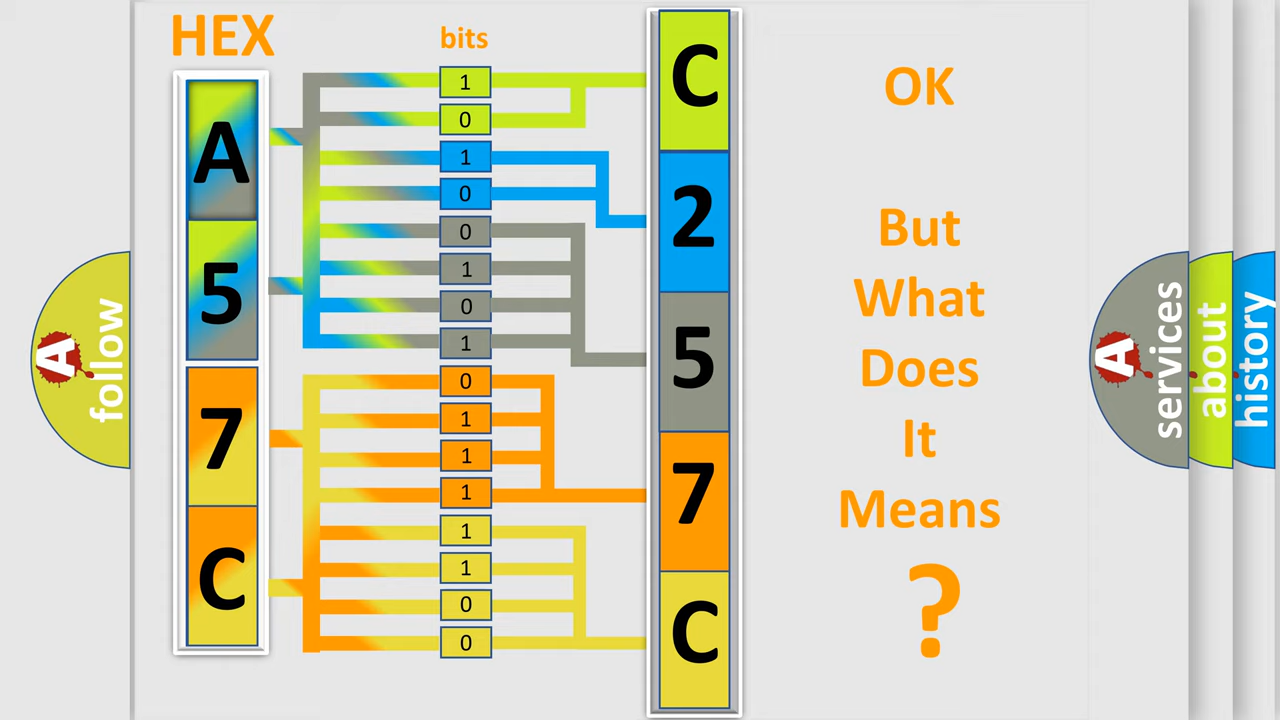 HEX
bits
A
5
7
C
1
0
1
0
0
1
0
1
0
1
1
1
1
1
0
0
C
2
5
7
C
OK
But
What
Does
It
Means
?
A
follow
A
services
about
history